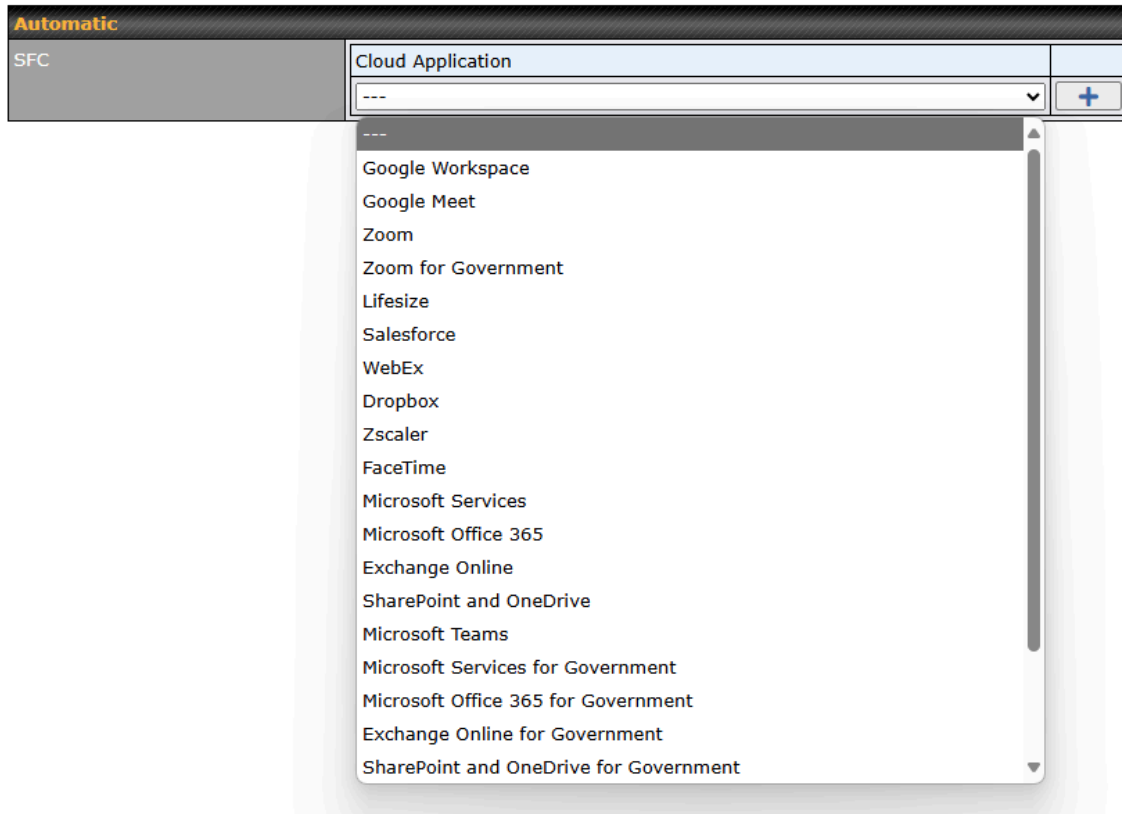 Automatic
SFC
Cloud Application
---
---
Google Workspace
Google Meet
Zoom
Zoom for Government
Lifesize
Salesforce
WebEx
Dropbox
Zscaler
FaceTime
Microsoft Services
Microsoft Office 365
Exchange Online
SharePoint and OneDrive
Microsoft Teams
Microsoft Services for Government
Microsoft Office 365 for Government
Exchange Online for Government
SharePoint and OneDrive for Government